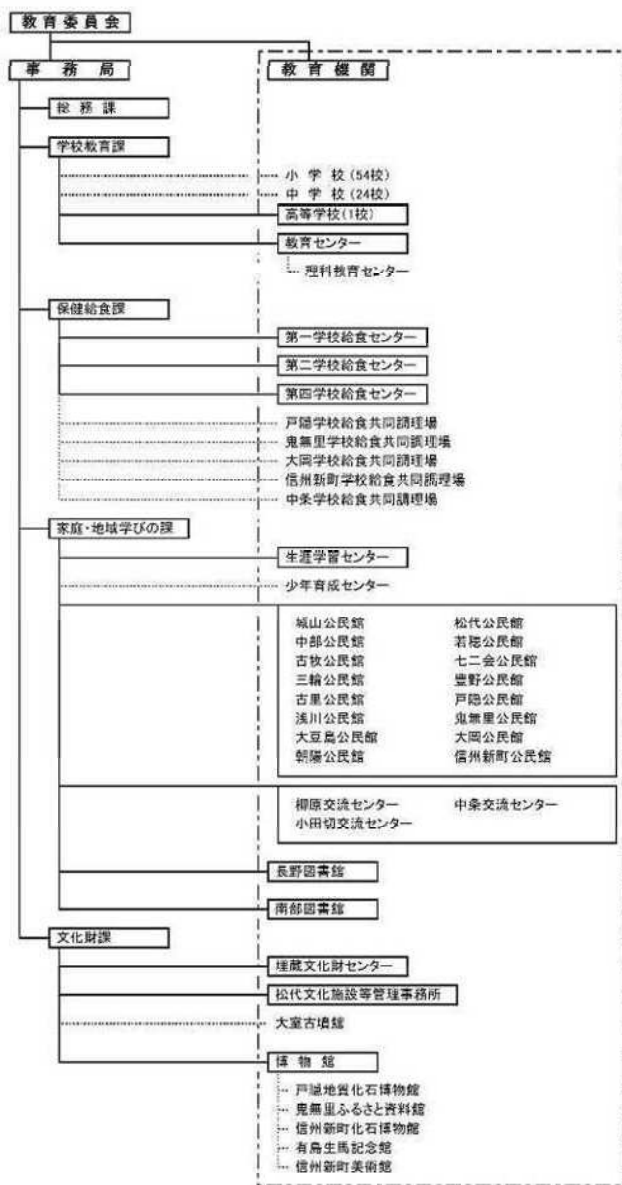 教育委員会
事務局 教育機関
総務課
学校教育課
小学校(54校)
中学校(24校)
高等学校(1校)
教育センター
理科教育センター
保健給食課
第一学校給食センター
第二学校給食センター
第四学校給食センター
戸隠学校給食共同調理場
鬼無里学校給食共同調理場
大岡学校給食共同調理場
信州新町学校給食共同調理場
中条学校給食共同調理場
家庭・地域学びの課
生涯学習センター
少年育成センター
城山公民館 松代公民館
中部公民館 若穂公民館
古牧公民館 七二会公民館
三輪公民館 豊野公民館
古里公民館 戸隠公民館
浅川公民館 鬼無里公民館
大豆島公民館 大岡公民館
朝陽公民館 信州新町公民館
柳原交流センター 中条交流センター
小田切交流センター
長野図書館
南部図書館
文化財課
埋蔵文化財センター
松代文化施設等管理事務所
大室古墳館
博物館
戸隠地質化石博物館
鬼無里ふるさと資料館
信州新町化石博物館
有島生馬記念館
信州新町美術館